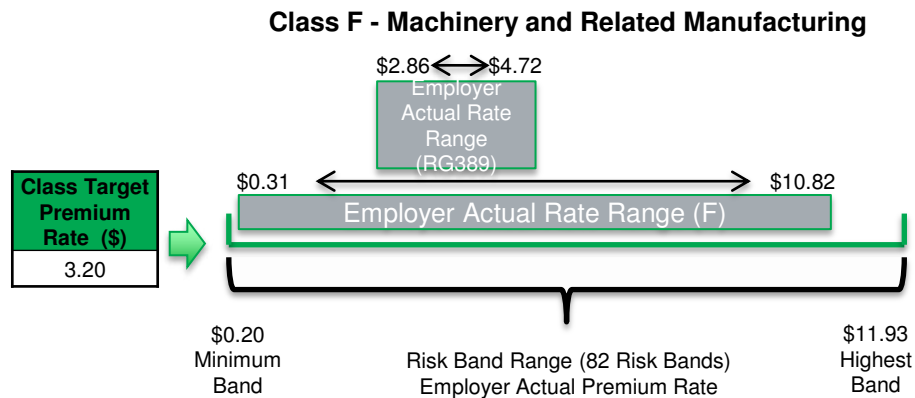 Class F - Machinery and Related Manufacturing
$2.86 $4.72
Employer
Actual Rate
Range
(RG389)
$0.31 $10.82
Employer Actual Rate Range (F)
Class Target
Premium
Rate ($)
3.20
$0.20
Minimum
Band
Risk Band Range (82 Risk Bands)
Employer Actual Premium Rate
$11.93
Highest
Band